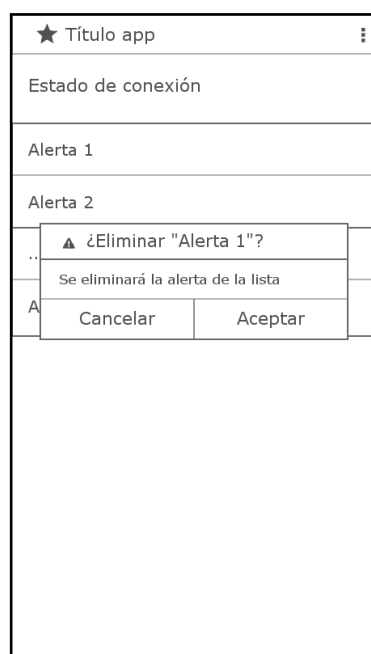 Título app
Estado de conexión
Alerta 1
Alerta 2
..
¿Eliminar "Alerta 1"?
Se eliminará la alerta de la lista
A
Cancelar Aceptar